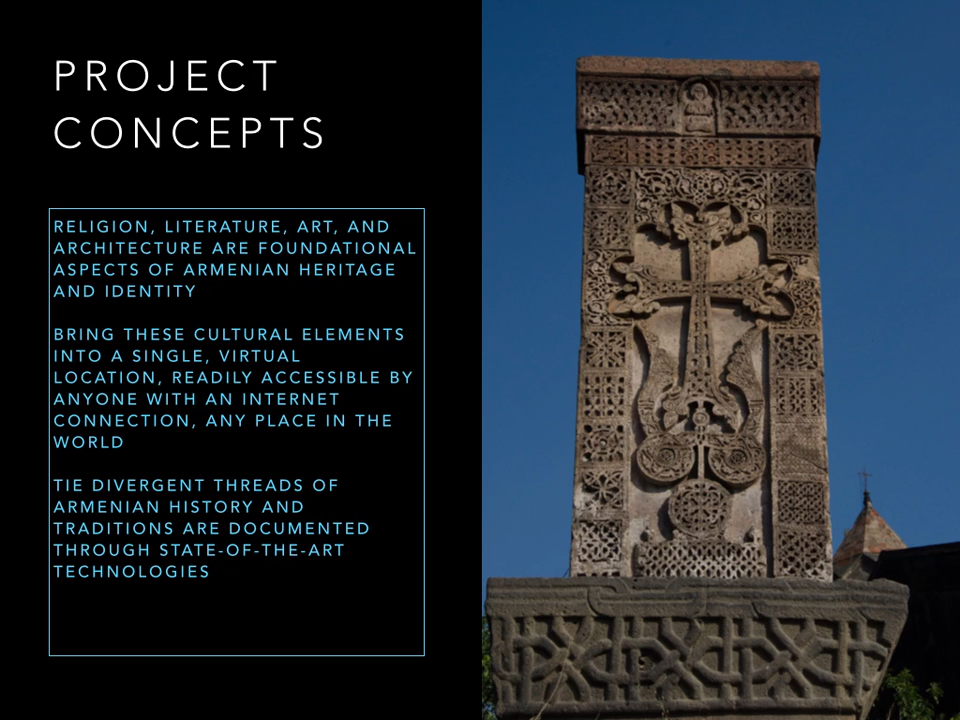 PROJECT
CONCEPTS
RELIGION, LITERATURE, ART, AND
ARCHITECTURE ARE FOUNDATIONAL
ASPECTS OF ARMENIAN HERITAGE
AND IDENTITY
BRING THESE CULTURAL ELEMENTS
INTO A SINGLE, VIRTUAL
LOCATION, READILY ACCESSIBLE BY
ANYONE WITH AN INTERNET
CONNECTION, ANY PLACE IN THE
WORLD
TIE DIVERGENT THREADS OF
ARMENIAN HISTORY AND
TRADITIONS ARE DOCUMENTED
THROUGH STATE-OF-THE-ART
TECHNOLOGIES